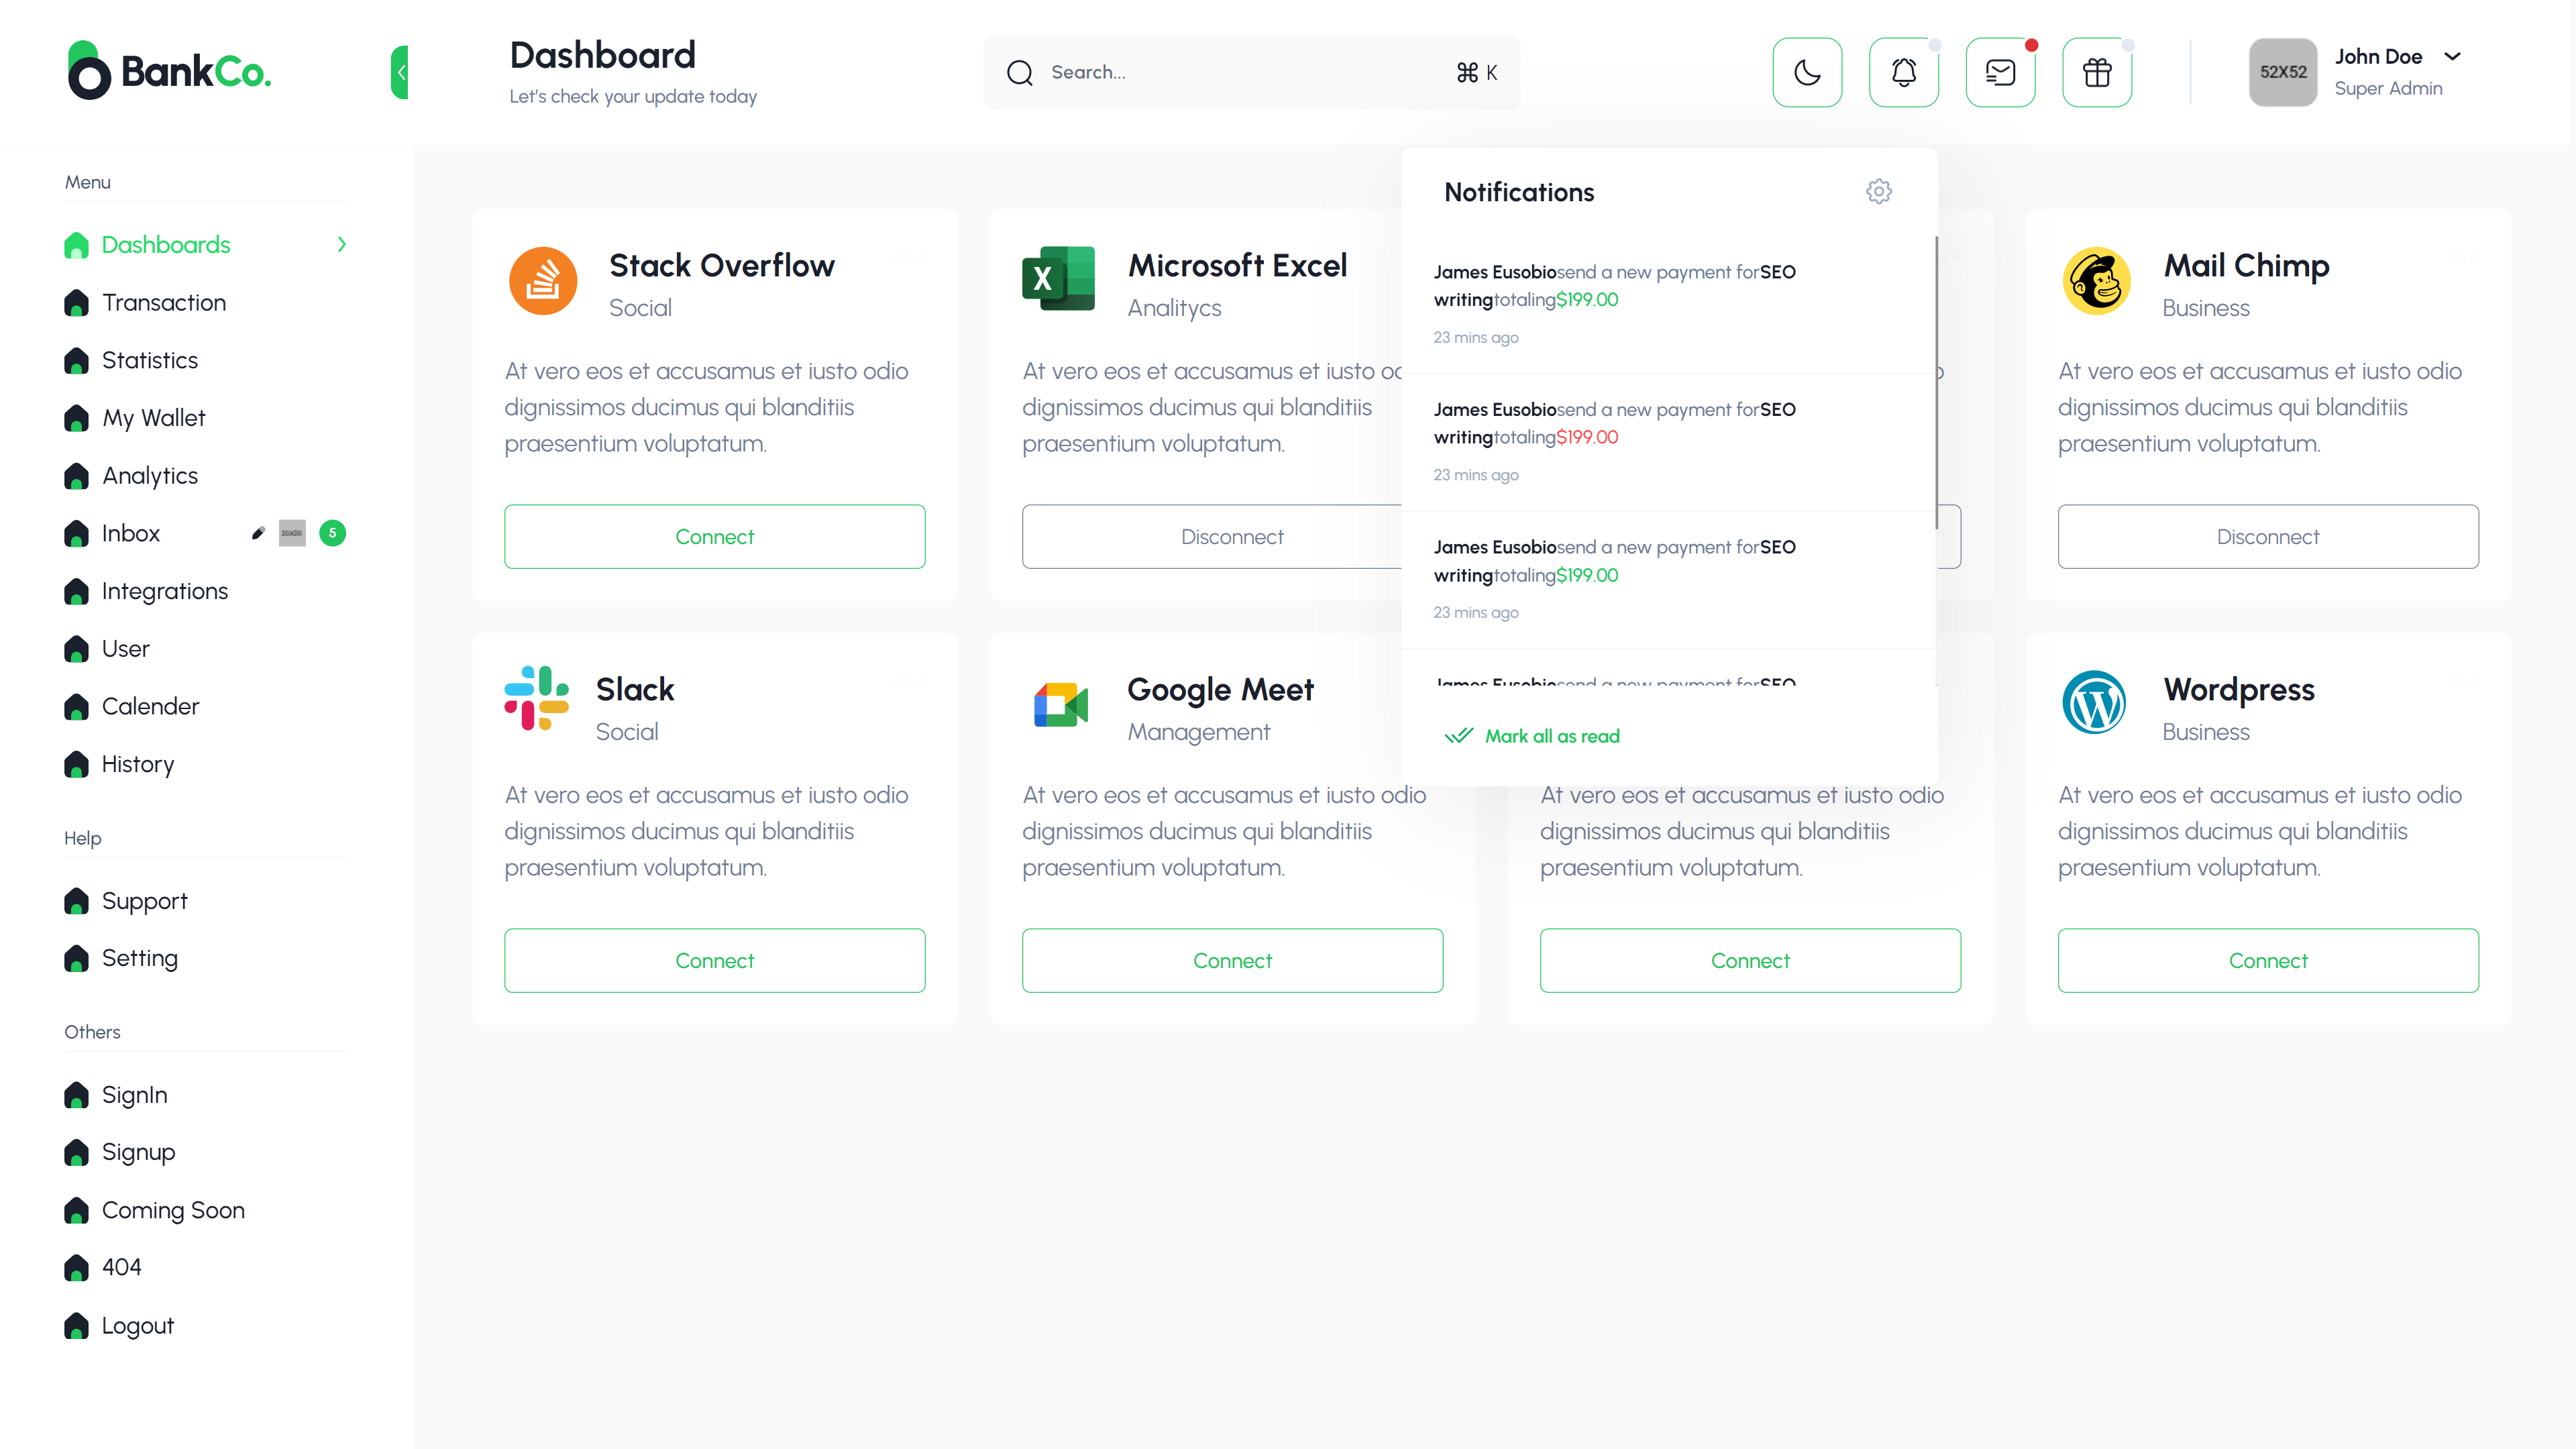 BankCo.
Dashboard
Let's check your update today
Search...
⌘ K
52X52
John Doe
Super Admin
Menu
Dashboards
Transaction
Statistics
My Wallet
Analytics
Inbox
5
Integrations
User
Calender
History
Help
Support
Setting
Others
SignIn
Signup
Coming Soon
404
Logout
Stack Overflow
Social
At vero eos et accusamus et iusto odio
dignissimos ducimus qui blanditiis
praesentium voluptatum.
Connect
Microsoft Excel
Analitycs
At vero eos et accusamus et iusto
dignissimos ducimus qui blanditiis
praesentium voluptatum.
Disconnect
Notifications
James Eusobiosend a new payment forSEO
writingtotaling$199.00
23 mins ago
James Eusobiosend a new payment forSEO
writingtotaling$199.00
23 mins ago
James Eusobiosend a new payment forSEO
writingtotaling$199.00
23 mins ago
James Eusobiosend a new payment forSEO
Mark all as read
Mail Chimp
Business
At vero eos et accusamus et iusto odio
dignissimos ducimus qui blanditiis
praesentium voluptatum.
Disconnect
Slack
Social
At vero eos et accusamus et iusto odio
dignissimos ducimus qui blanditiis
praesentium voluptatum.
Connect
Google Meet
Management
At vero eos et accusamus et iusto odio
dignissimos ducimus qui blanditiis
praesentium voluptatum.
Connect
At vero eos et accusamus et iusto odio
dignissimos ducimus qui blanditiis
praesentium voluptatum.
Connect
Wordpress
Business
At vero eos et accusamus et iusto odio
dignissimos ducimus qui blanditiis
praesentium voluptatum.
Connect